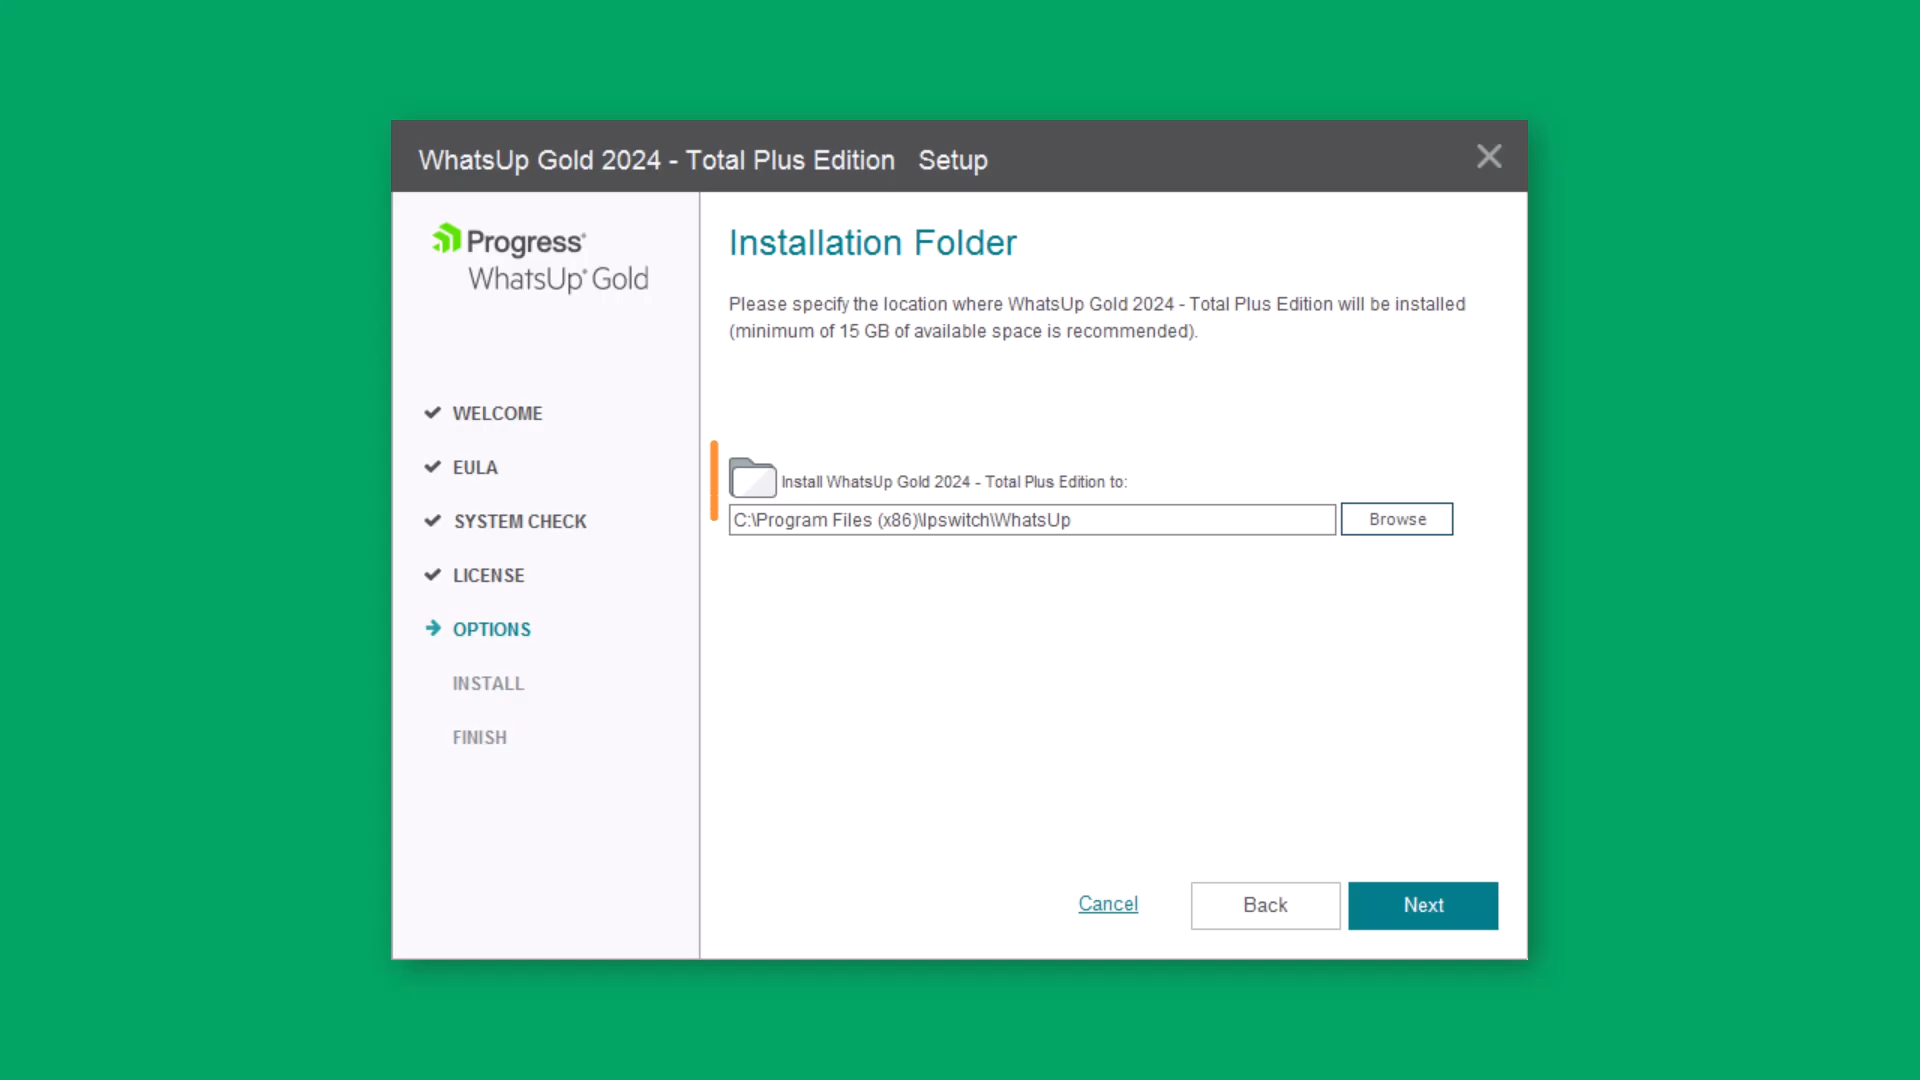 WhatsUp Gold 2024 - Total Plus Edition Setup
Progress®
WhatsUp® Gold
WELCOME
EULA
SYSTEM CHECK
LICENSE
OPTIONS
INSTALL
FINISH
Installation Folder
Please specify the location where WhatsUp Gold 2024 - Total Plus Edition will be installed
(minimum of 15 GB of available space is recommended).
Install WhatsUp Gold 2024 - Total Plus Edition to:
C:\Program Files (x86)\Ipswitch\WhatsUp
Browse
Cancel
Back
Next